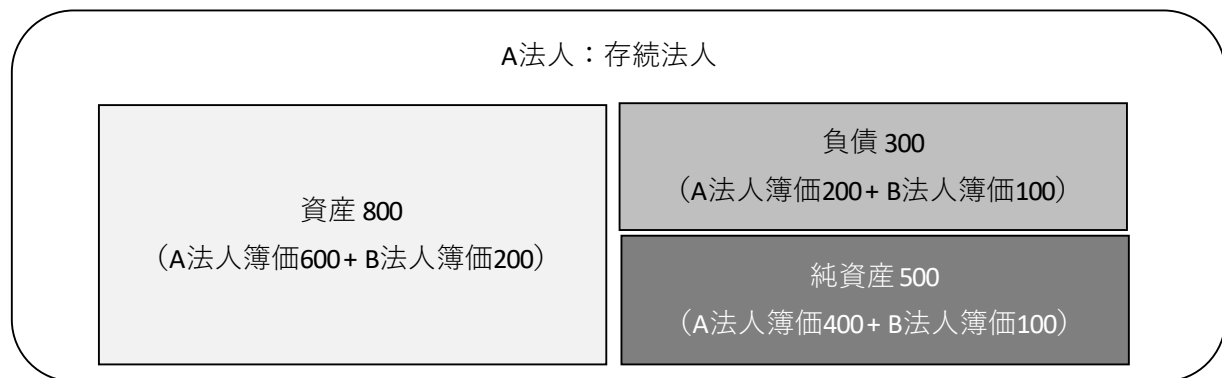 A法人：存続法人
資産 800
（A法人簿価600 + B法人簿価200）
負債 300
（A法人簿価200 + B法人簿価100）
純資産 500
（A法人簿価400 + B法人簿価100）